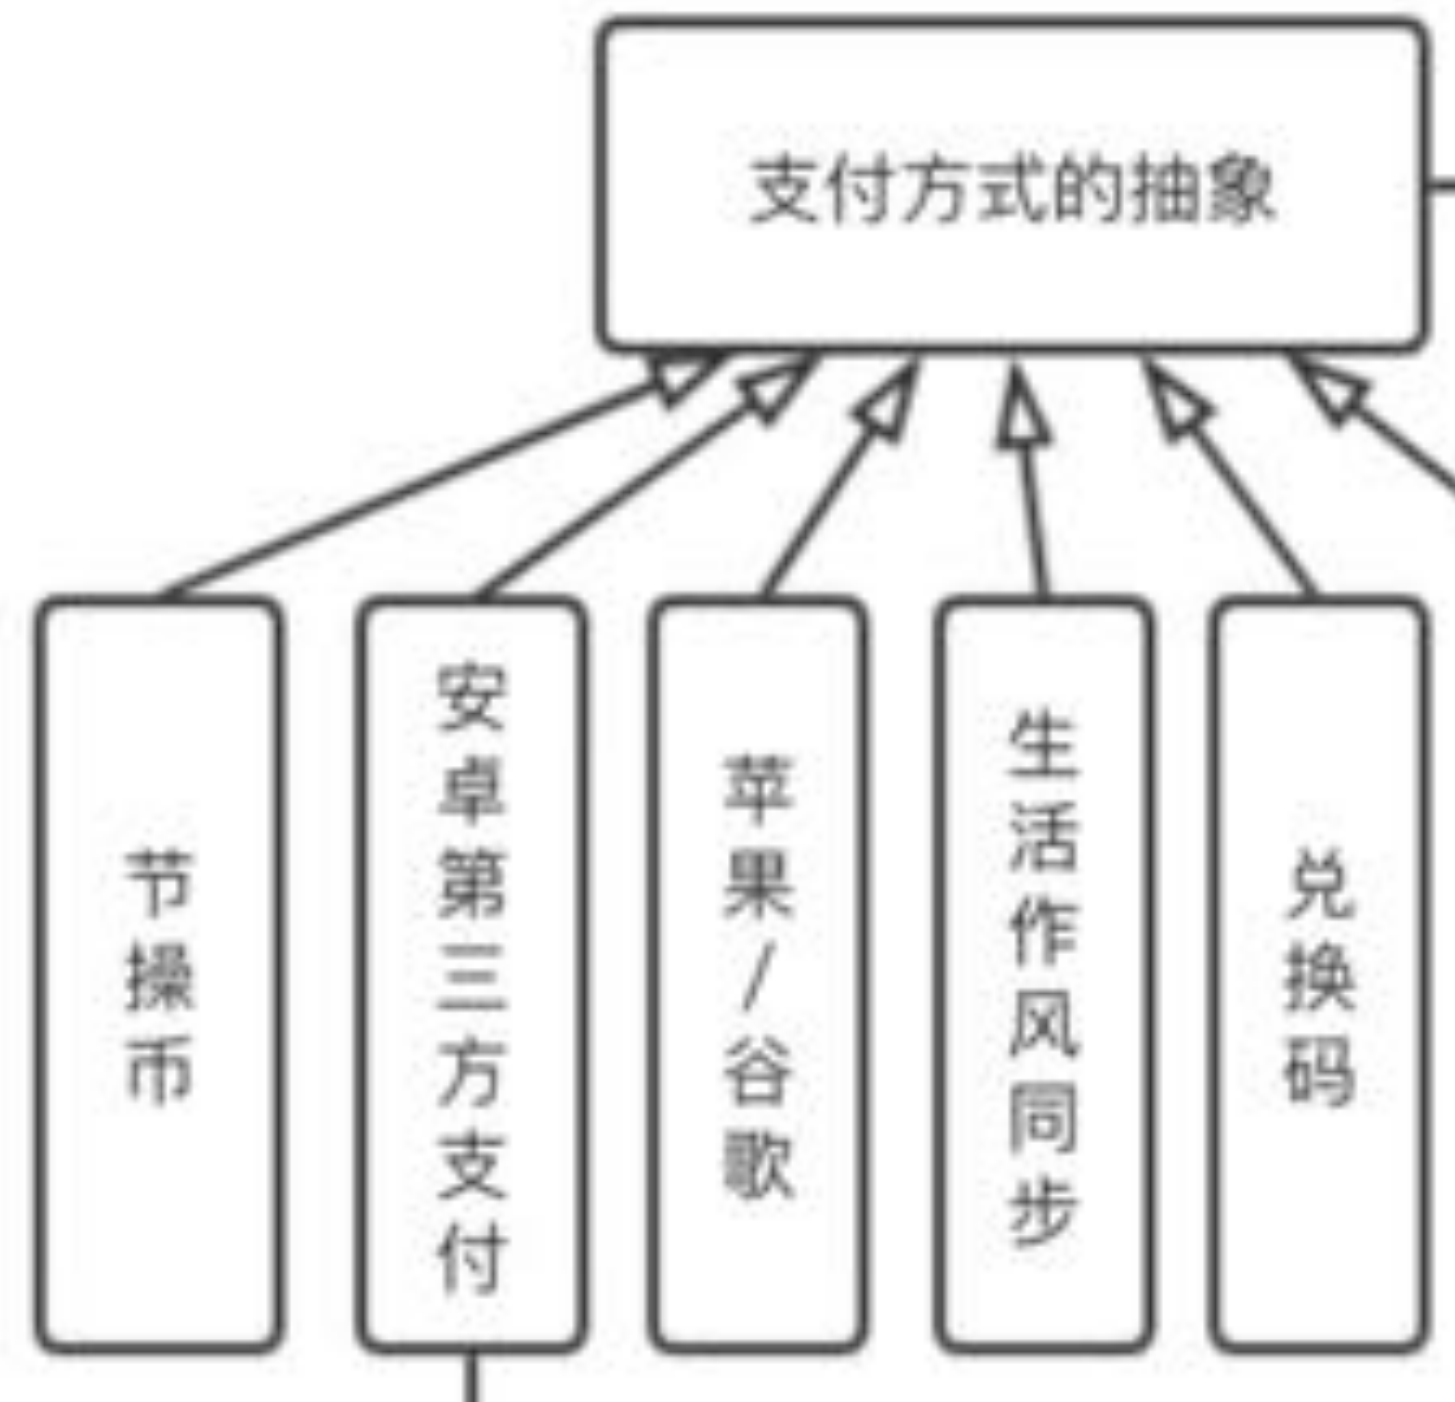 支付方式的抽象
节操币
安卓第三方支付
苹果/谷歌
生活作风同步
兑换码